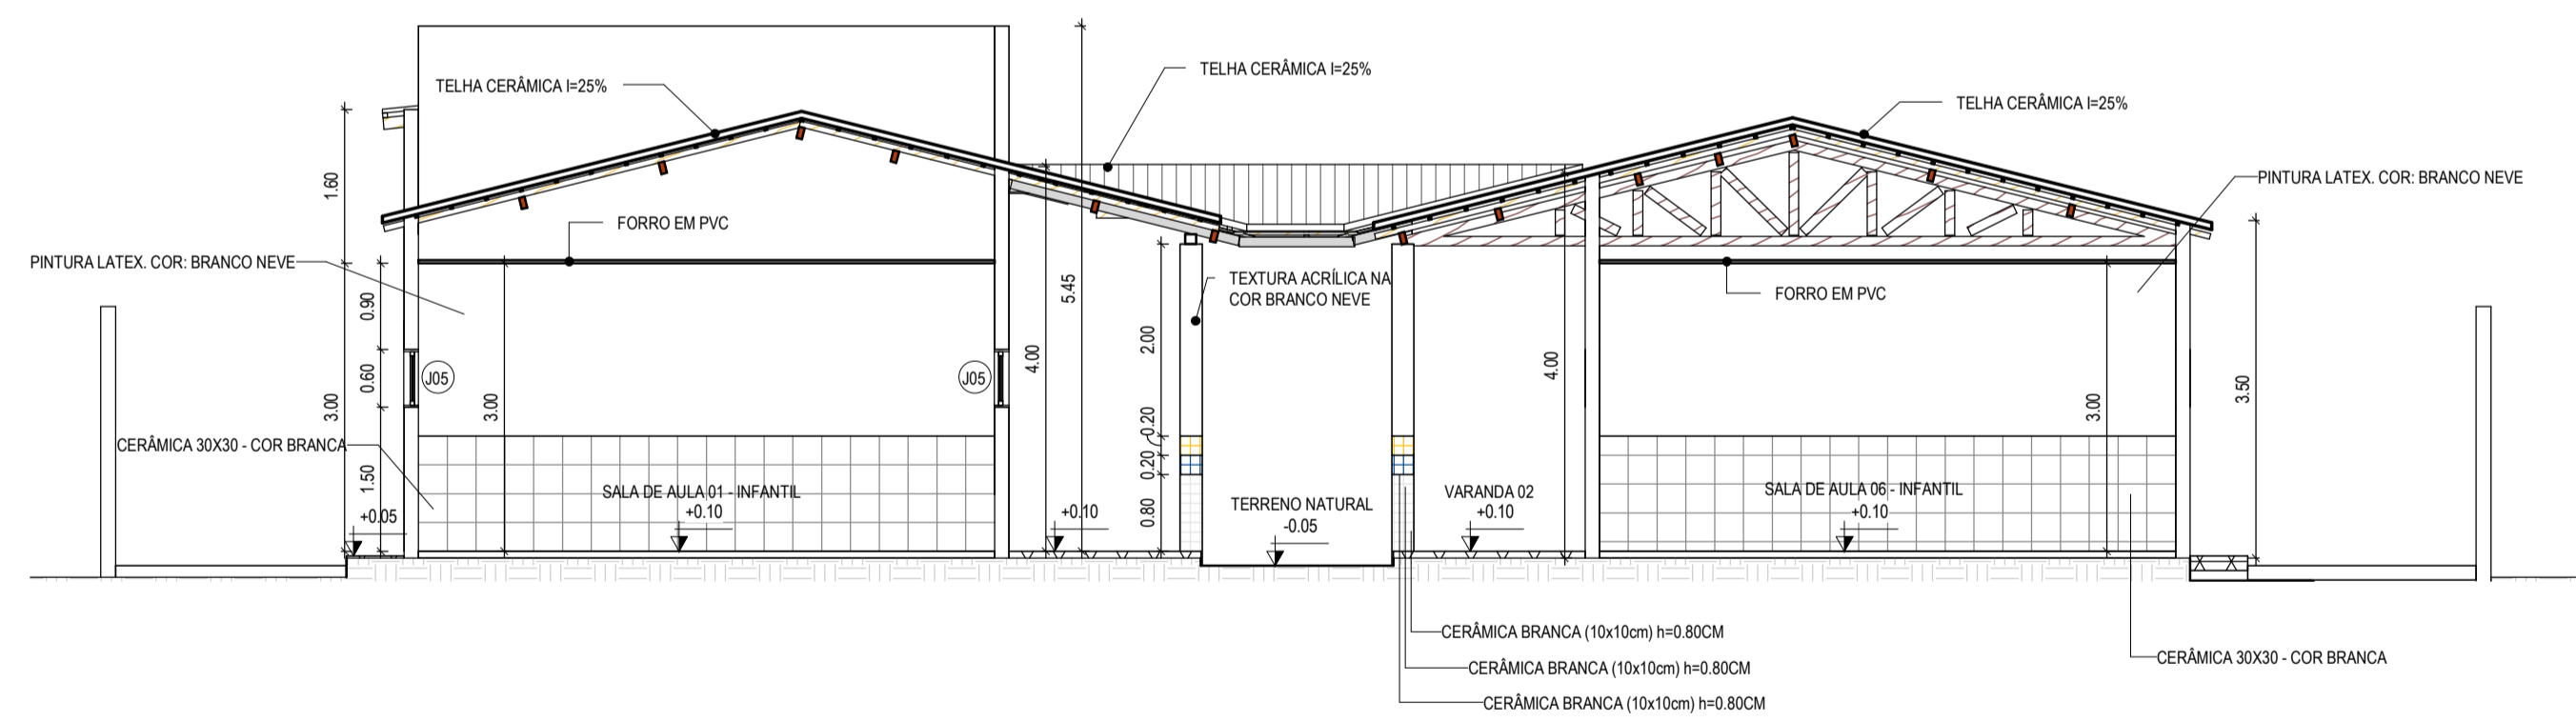 TELHA CERÂMICA I=25%
TELHA CERÂMICA I=25%
TELHA CERÂMICA I=25%
PINTURA LATEX. COR: BRANCO NEVE
FORRO EM PVC
PINTURA LATEX. COR: BRANCO NEVE
TEXTURA ACRÍLICA NA
COR BRANCO NEVE
FORRO EM PVC
1.60
0.90
0.60
3.00
1.50
J05
J05
3.00
4.00
5.45
2.00
0.20
0.20
0.80
4.00
3.00
3.50
CERÂMICA 30X30 - COR BRANCA
SALA DE AULA 01 - INFANTIL
+0.10
+0.05
+0.10
TERRENO NATURAL
-0.05
VARANDA 02
+0.10
SALA DE AULA 06 - INFANTIL
+0.10
CERÂMICA BRANCA (10x10cm) h=0.80CM
CERÂMICA BRANCA (10x10cm) h=0.80CM
CERÂMICA BRANCA (10x10cm) h=0.80CM
CERÂMICA 30X30 - COR BRANCA